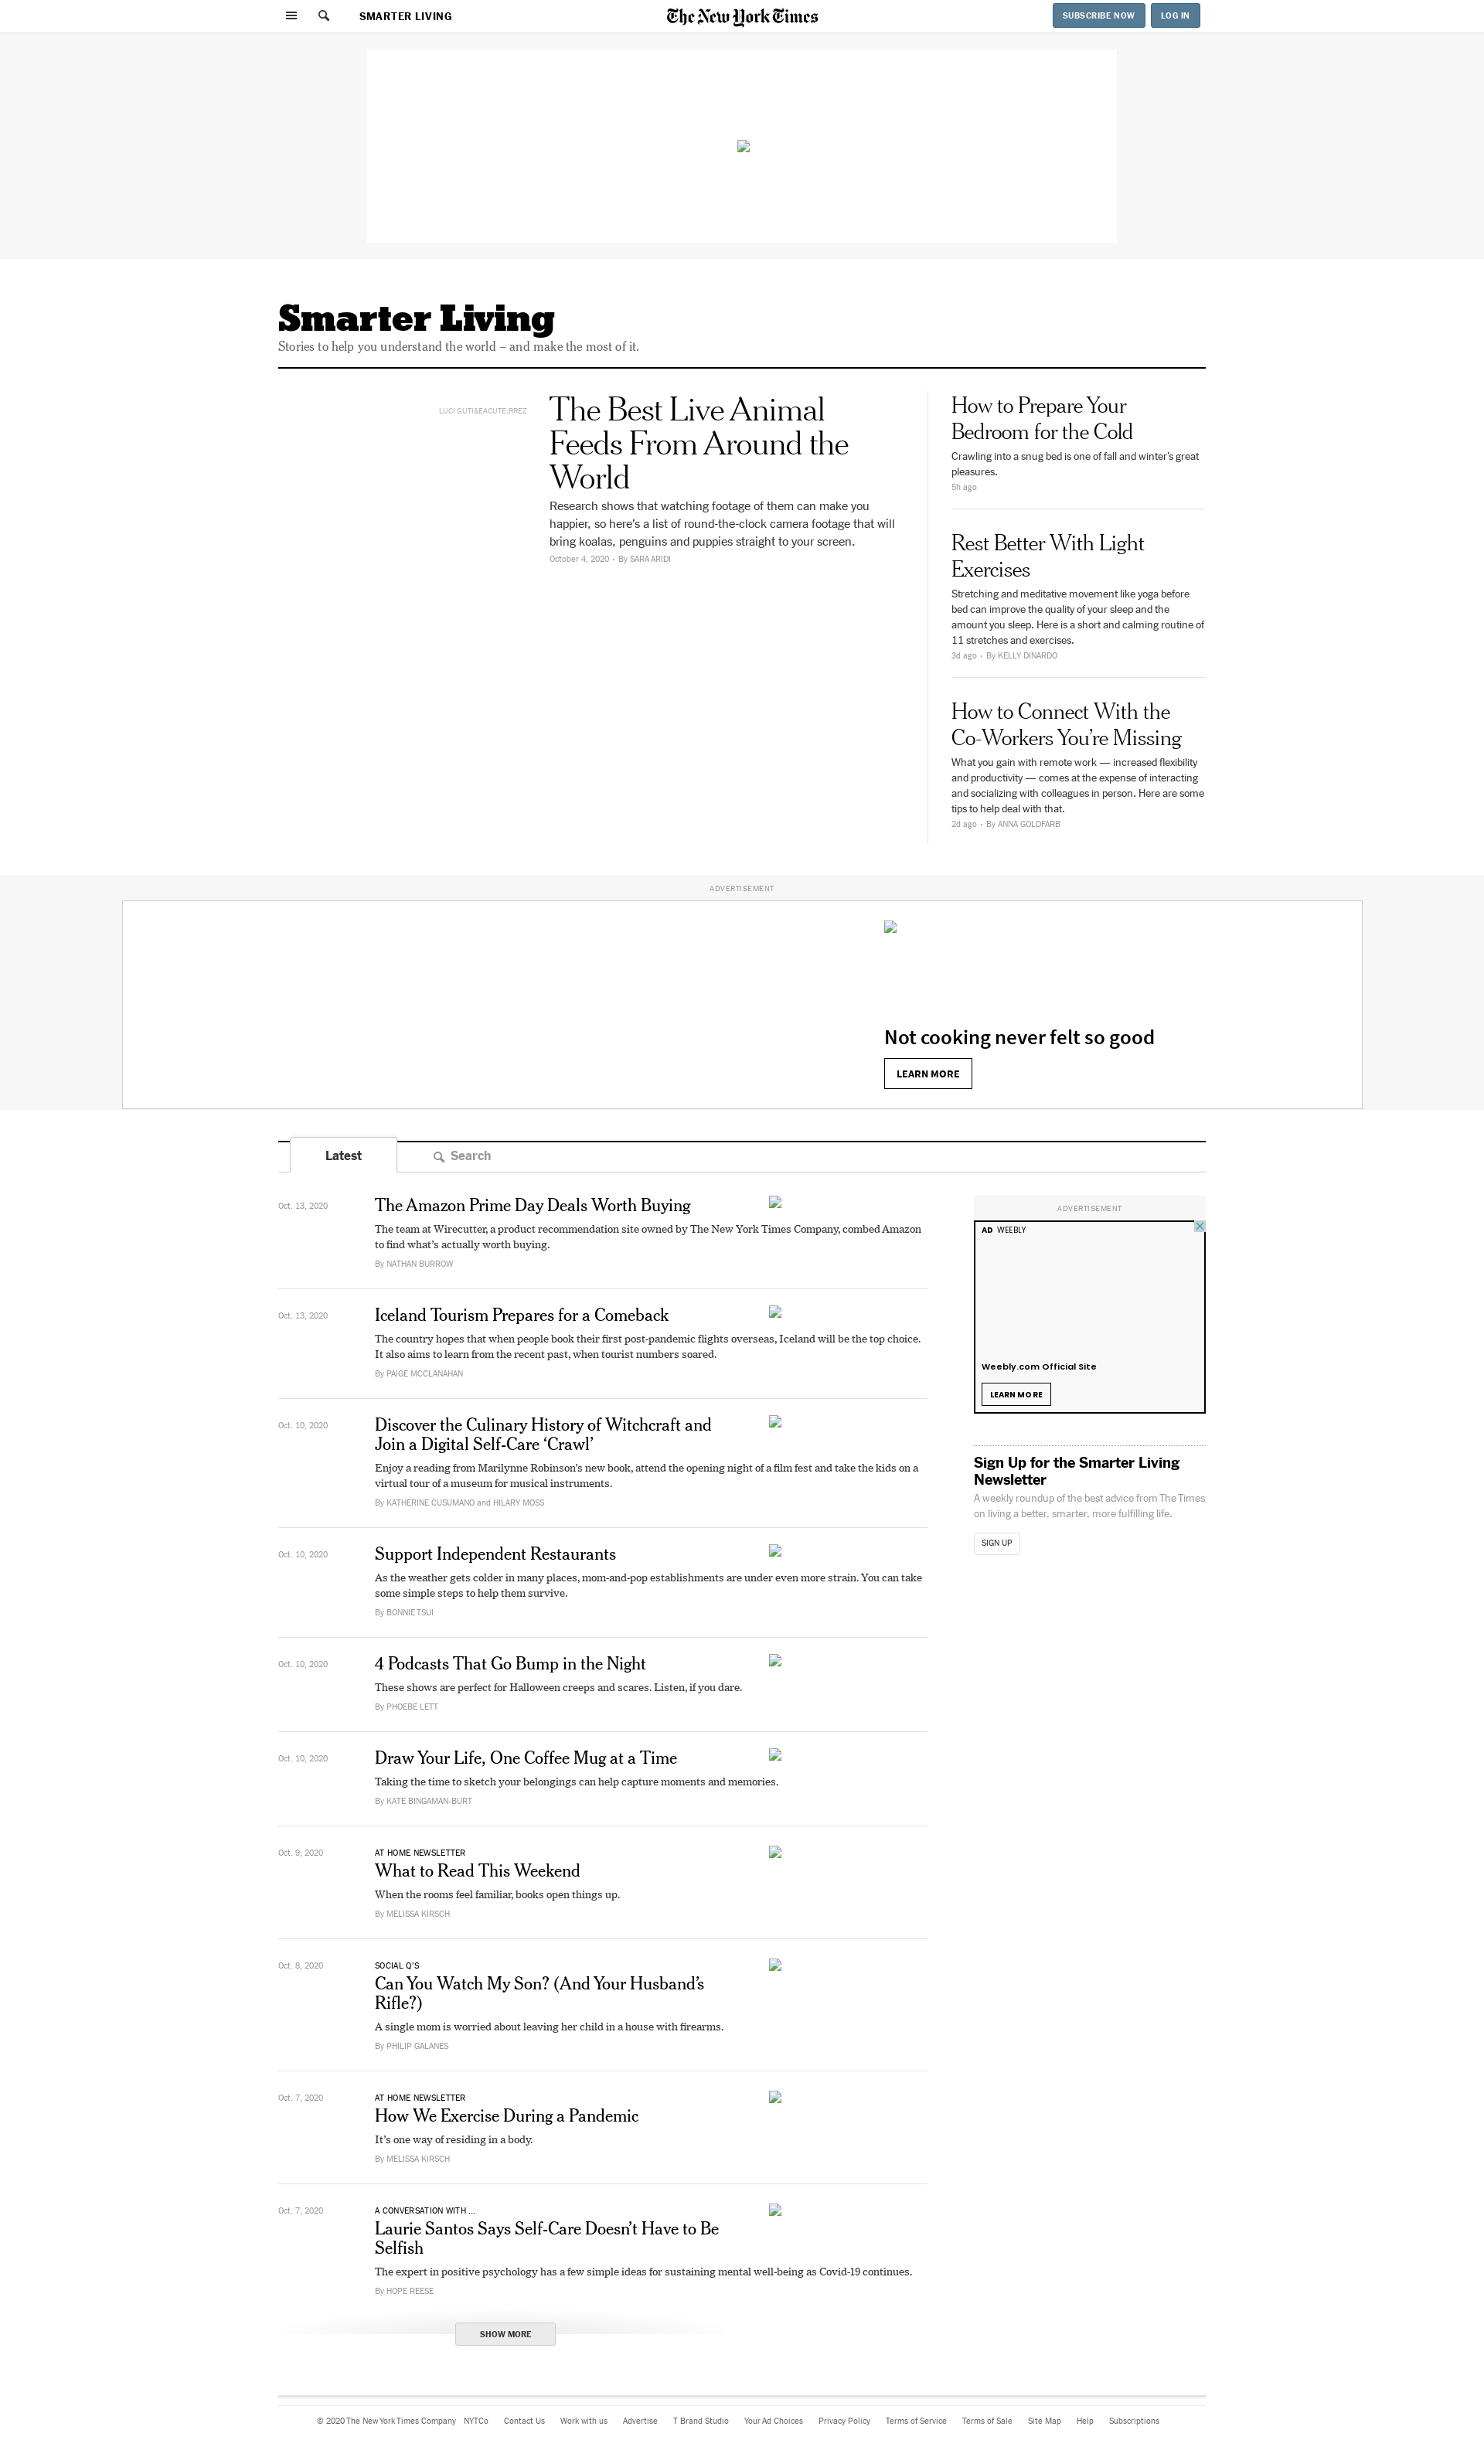 SMARTER LIVING
The New York Times
SUBSCRIBE NOW
LOG IN
Smarter Living
Stories to help you understand the world – and make the most of it.
LUCI GUTI&EACUTE;RREZ
The Best Live Animal
Feeds From Around the
World
Research shows that watching footage of them can make you
happier, so here’s a list of round-the-clock camera footage that will
bring koalas, penguins and puppies straight to your screen.
October 4, 2020 • By SARA ARIDI
How to Prepare Your
Bedroom for the Cold
Crawling into a snug bed is one of fall and winter’s great
pleasures.
5h ago
Rest Better With Light
Exercises
Stretching and meditative movement like yoga before
bed can improve the quality of your sleep and the
amount you sleep. Here is a short and calming routine of
11 stretches and exercises.
3d ago • By KELLY DINARDO
How to Connect With the
Co-Workers You’re Missing
What you gain with remote work — increased flexibility
and productivity — comes at the expense of interacting
and socializing with colleagues in person. Here are some
tips to help deal with that.
2d ago • By ANNA GOLDFARB
ADVERTISEMENT
Not cooking never felt so good
LEARN MORE
Latest
Search
Oct. 13, 2020
The Amazon Prime Day Deals Worth Buying
The team at Wirecutter, a product recommendation site owned by The New York Times Company, combed Amazon
to find what’s actually worth buying.
By NATHAN BURROW
Oct. 13, 2020
Iceland Tourism Prepares for a Comeback
The country hopes that when people book their first post-pandemic flights overseas, Iceland will be the top choice.
It also aims to learn from the recent past, when tourist numbers soared.
By PAIGE MCCLANAHAN
Oct. 10, 2020
Discover the Culinary History of Witchcraft and
Join a Digital Self-Care ‘Crawl’
Enjoy a reading from Marilynne Robinson’s new book, attend the opening night of a film fest and take the kids on a
virtual tour of a museum for musical instruments.
By KATHERINE CUSUMANO and HILARY MOSS
Oct. 10, 2020
Support Independent Restaurants
As the weather gets colder in many places, mom-and-pop establishments are under even more strain. You can take
some simple steps to help them survive.
By BONNIE TSUI
Oct. 10, 2020
4 Podcasts That Go Bump in the Night
These shows are perfect for Halloween creeps and scares. Listen, if you dare.
By PHOEBE LETT
Oct. 10, 2020
Draw Your Life, One Coffee Mug at a Time
Taking the time to sketch your belongings can help capture moments and memories.
By KATE BINGAMAN-BURT
Oct. 9, 2020
AT HOME NEWSLETTER
What to Read This Weekend
When the rooms feel familiar, books open things up.
By MELISSA KIRSCH
Oct. 8, 2020
SOCIAL Q’S
Can You Watch My Son? (And Your Husband’s
Rifle?)
A single mom is worried about leaving her child in a house with firearms.
By PHILIP GALANES
Oct. 7, 2020
AT HOME NEWSLETTER
How We Exercise During a Pandemic
It’s one way of residing in a body.
By MELISSA KIRSCH
Oct. 7, 2020
A CONVERSATION WITH ...
Laurie Santos Says Self-Care Doesn’t Have to Be
Selfish
The expert in positive psychology has a few simple ideas for sustaining mental well-being as Covid-19 continues.
By HOPE REESE
SHOW MORE
ADVERTISEMENT
AD WEEBLY
Weebly.com Official Site
LEARN MORE
Sign Up for the Smarter Living
Newsletter
A weekly roundup of the best advice from The Times
on living a better, smarter, more fulfilling life.
SIGN UP
© 2020 The New York Times Company NYTCo Contact Us Work with us Advertise T Brand Studio Your Ad Choices Privacy Policy Terms of Service Terms of Sale Site Map Help Subscriptions